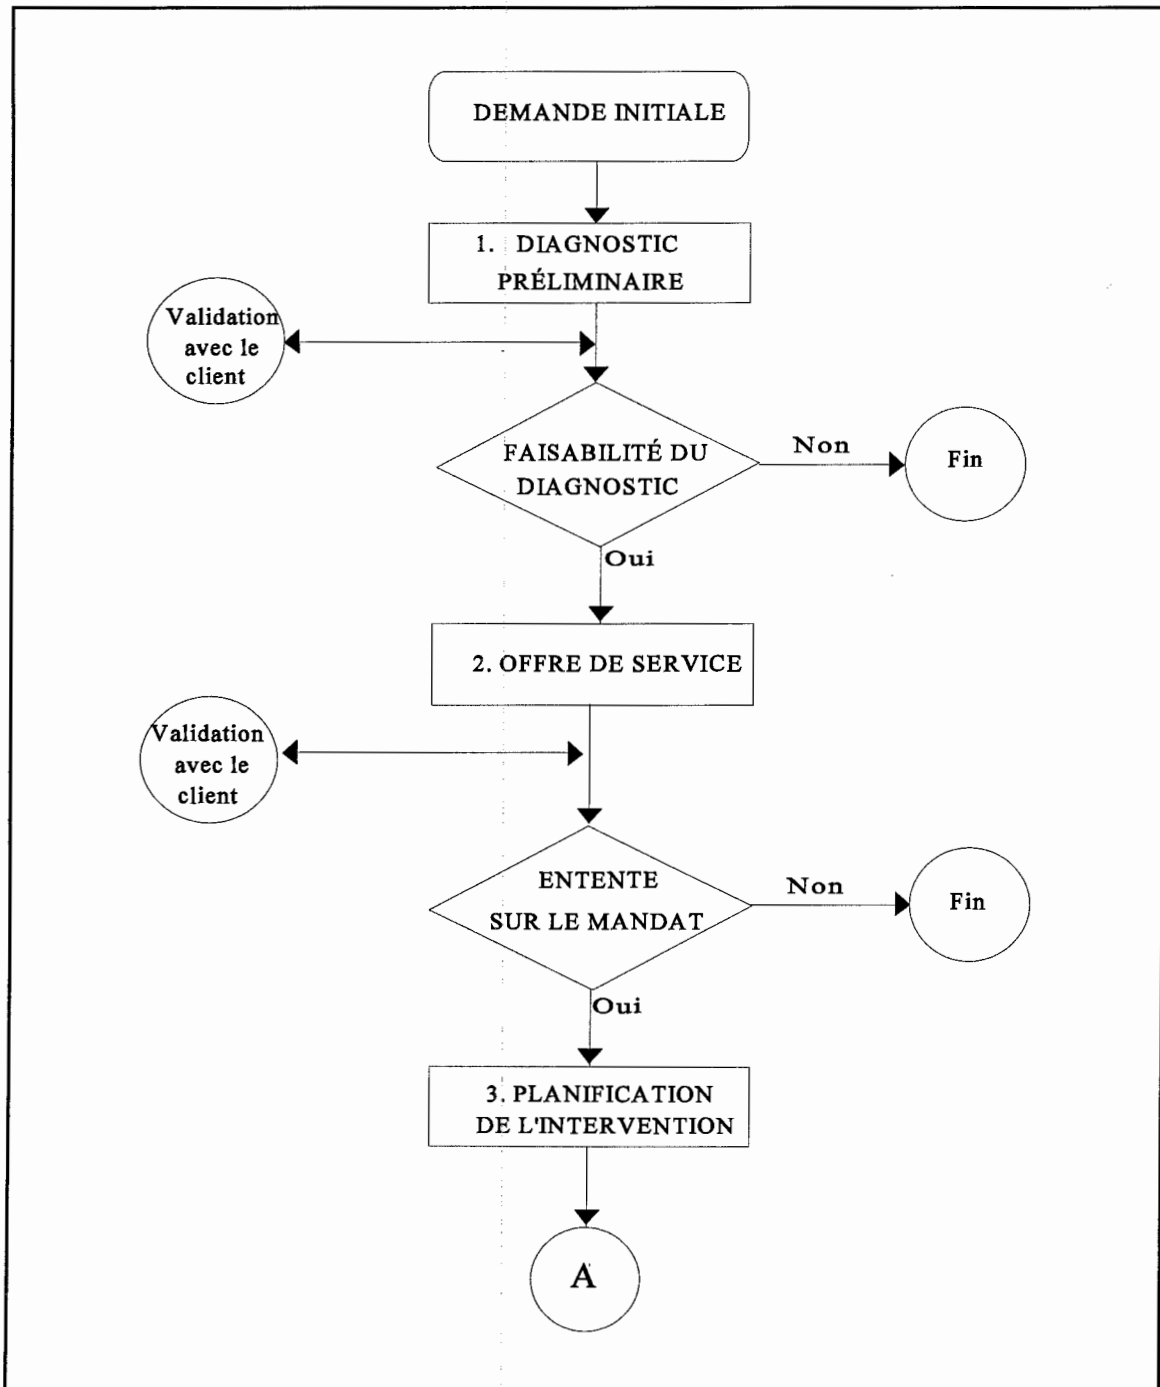 DEMANDE INITIALE
1. DIAGNOSTIC
PRÉLIMINAIRE
Validation
avec le
client
FAISABILITÉ DU
DIAGNOSTIC
Non
Fin
Oui
2. OFFRE DE SERVICE
Validation
avec le
client
ENTENTE
SUR LE MANDAT
Non
Fin
Oui
3. PLANIFICATION
DE L'INTERVENTION
A